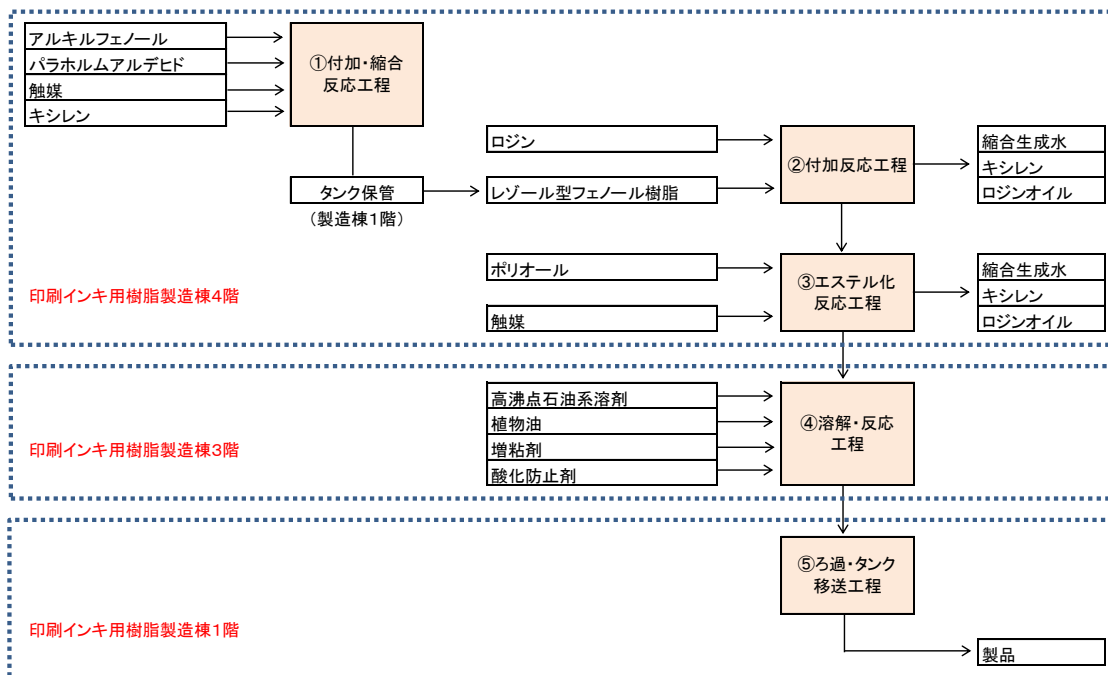 アルキルフェノール
パラホルムアルデヒド
触媒
キシレン
①付加・縮合
反応工程
タンク保管
（製造棟1階）
ロジン
レゾール型フェノール樹脂
②付加反応工程
縮合生成水
キシレン
ロジンオイル
ポリオール
触媒
③エステル化
反応工程
縮合生成水
キシレン
ロジンオイル
印刷インキ用樹脂製造棟4階
高沸点石油系溶剤
植物油
増粘剤
酸化防止剤
④溶解・反応
工程
印刷インキ用樹脂製造棟3階
⑤ろ過・タンク
移送工程
印刷インキ用樹脂製造棟1階
製品